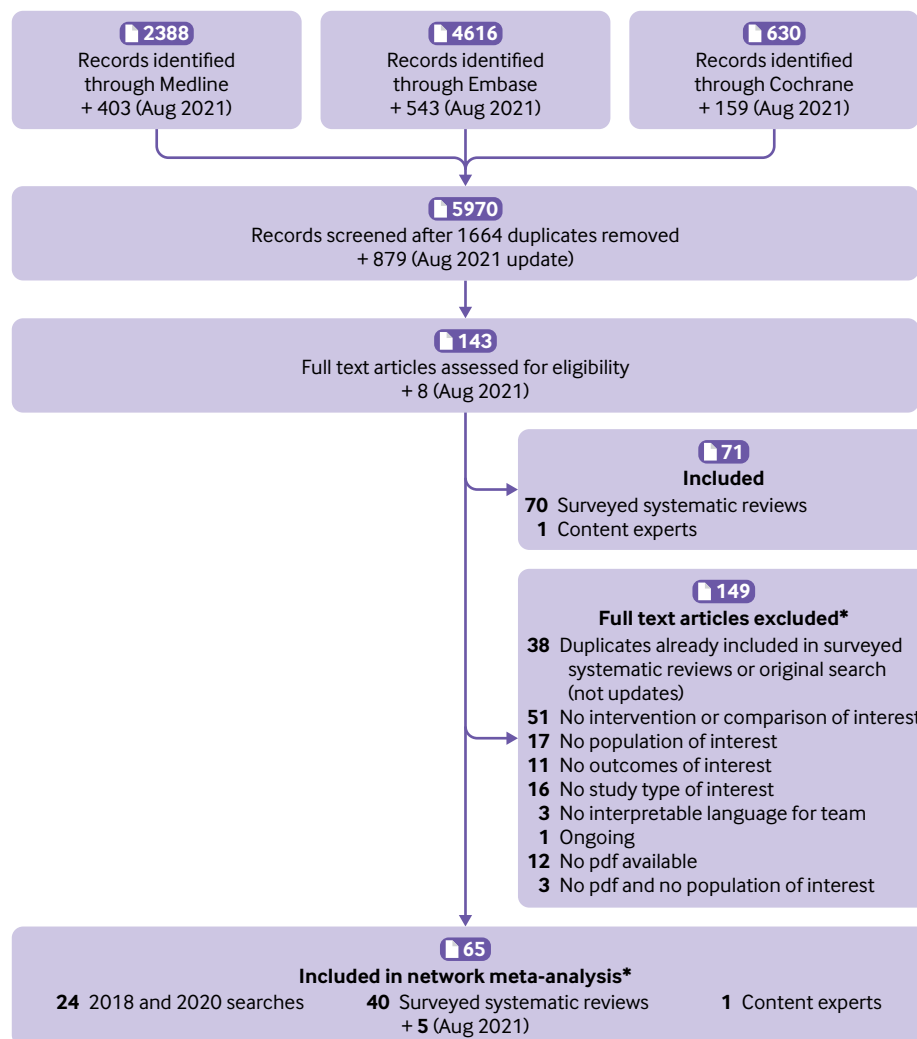 2388
Records identified
through Medline
+ 403 (Aug 2021)
4616
Records identified
through Embase
+ 543 (Aug 2021)
630
Records identified
through Cochrane
+ 159 (Aug 2021)
5970
Records screened after 1664 duplicates removed
+ 879 (Aug 2021 update)
143
Full text articles assessed for eligibility
+ 8 (Aug 2021)
71
Included
70 Surveyed systematic reviews
1 Content experts
149
Full text articles excluded*
38 Duplicates already included in surveyed
systematic reviews or original search
(not updates)
51 No intervention or comparison of interest
17 No population of interest
11 No outcomes of interest
16 No study type of interest
3 No interpretable language for team
1 Ongoing
12 No pdf available
3 No pdf and no population of interest
65
Included in network meta-analysis*
24 2018 and 2020 searches
40 Surveyed systematic reviews
1 Content experts
+ 5 (Aug 2021)